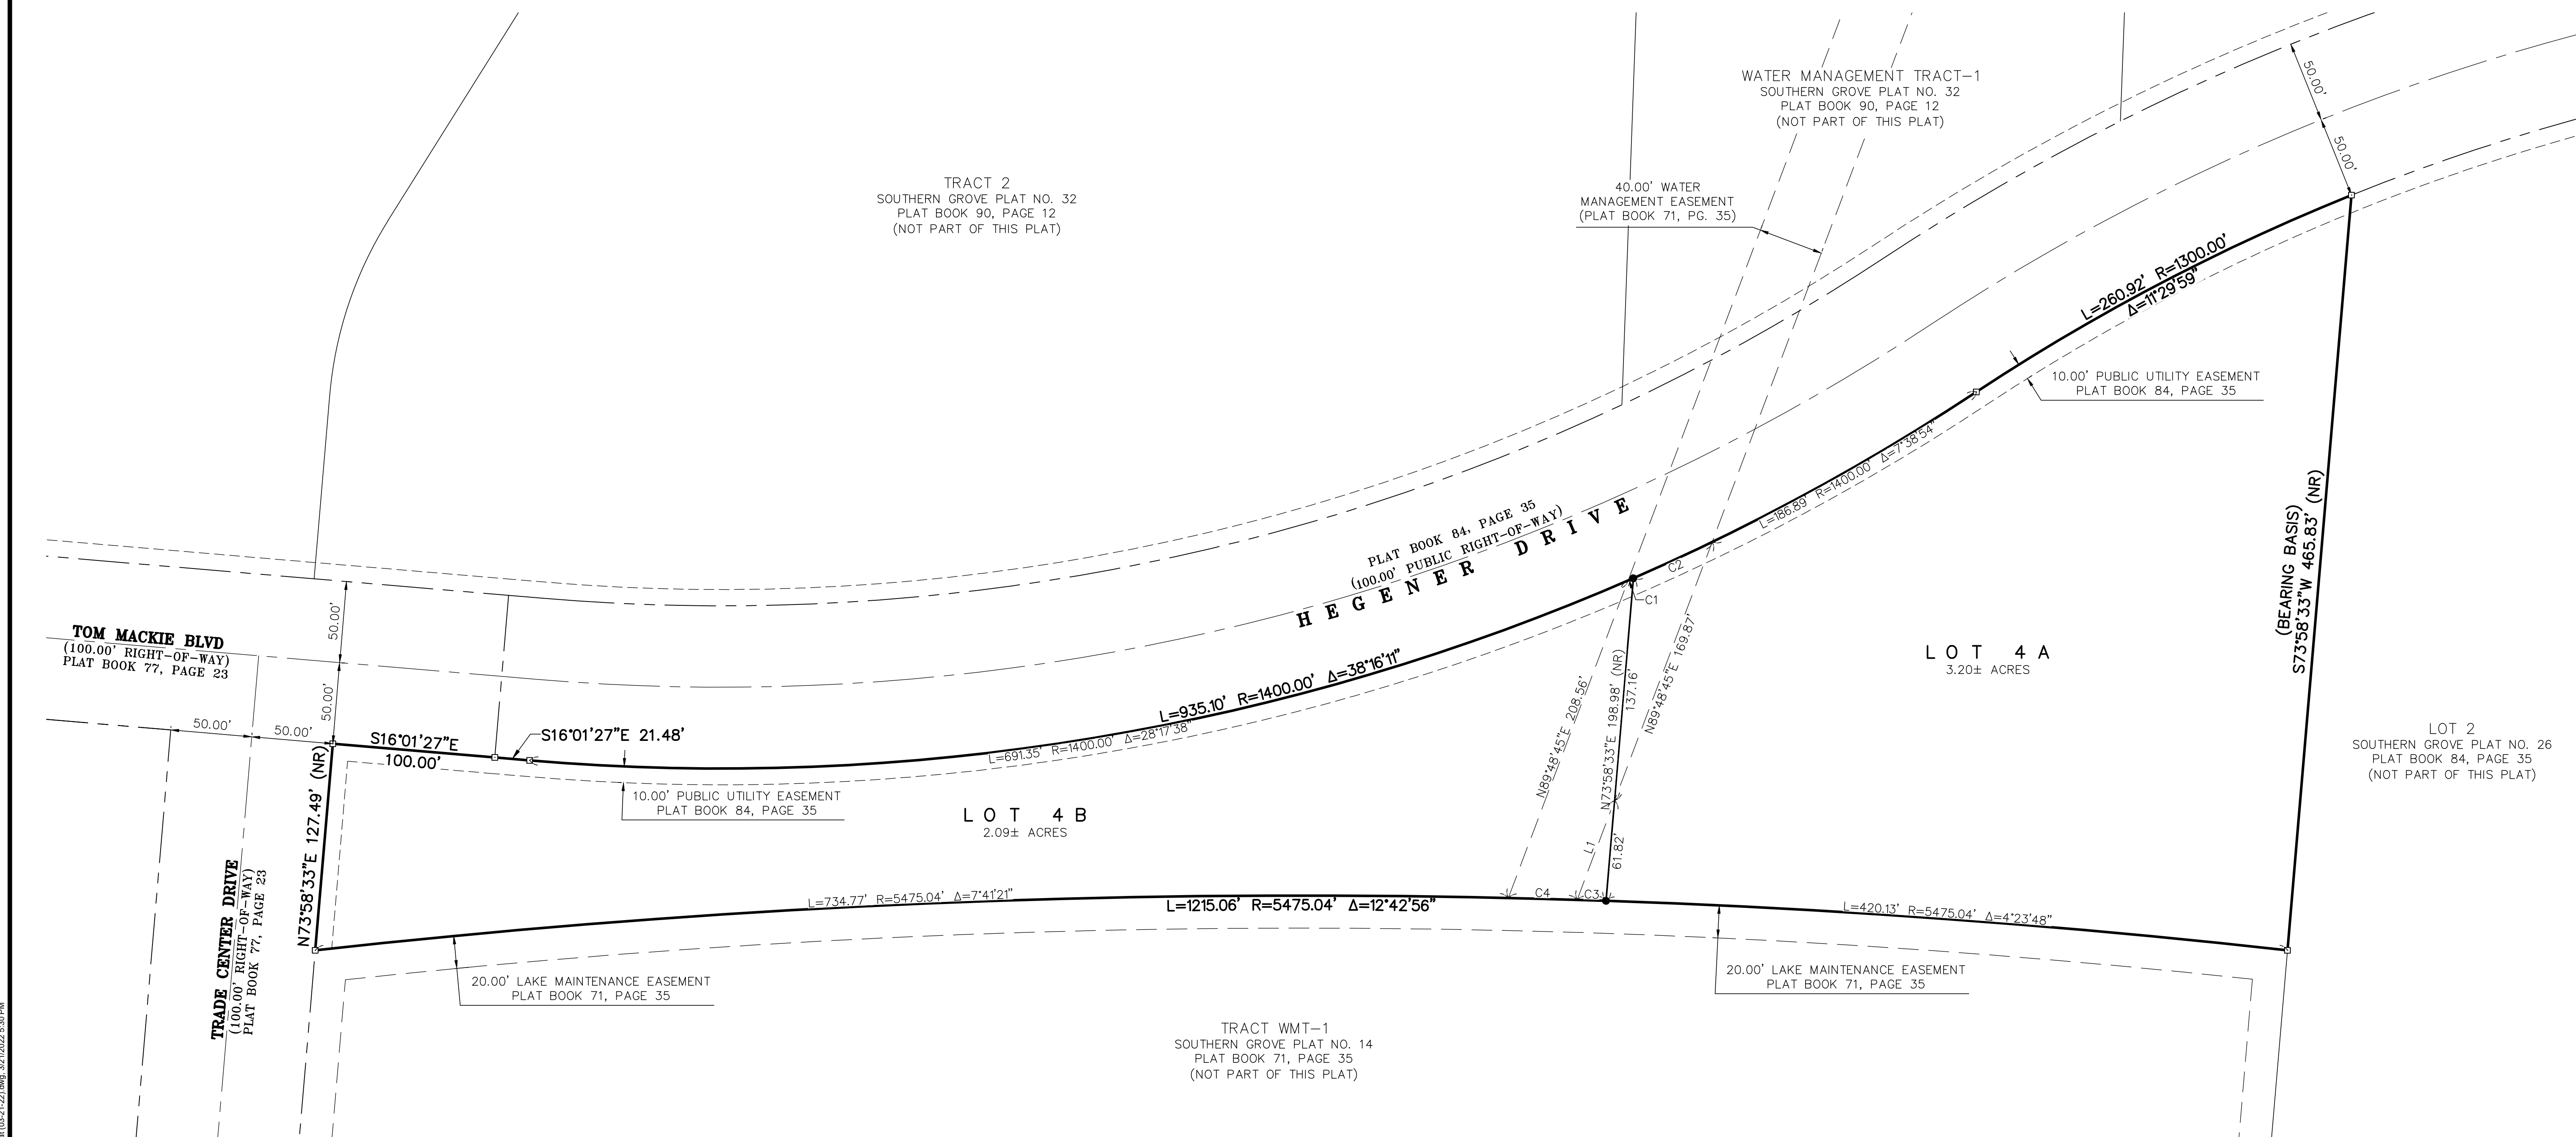 WATER MANAGEMENT TRACT-1
SOUTHERN GROVE PLAT NO. 32
PLAT BOOK 90, PAGE 12
(NOT PART OF THIS PLAT)
50.00'
50.00'
TRACT 2
SOUTHERN GROVE PLAT NO. 32
PLAT BOOK 90, PAGE 12
(NOT PART OF THIS PLAT)
40.00' WATER
MANAGEMENT EASEMENT
(PLAT BOOK 71, PG. 35)
L=260.92' R=1300.00'
Δ=11°29'59"
10.00' PUBLIC UTILITY EASEMENT
PLAT BOOK 84, PAGE 35
L=186.89' R=1400.00' Δ=7°38'54"
PLAT BOOK 84, PAGE 35
(100.00' PUBLIC RIGHT-OF-WAY)
HEGENER DRIVE
C2
C1
(BEARING BASIS)
S73°58'33"W 465.83' (NR)
TOM MACKIE BLVD
(100.00' RIGHT-OF-WAY)
PLAT BOOK 77, PAGE 23
50.00'
50.00'
50.00'
50.00'
S16°01'27"E
100.00'
S16°01'27"E 21.48'
L=935.10' R=1400.00' Δ=38°16'11"
L=691.35' R=1400.00' Δ=28°17'38"
N89°48'45"E 208.56'
N73°58'33"E 198.98' (NR)
137.16'
N89°48'45"E 169.87'
LOT 4A
3.20± ACRES
LOT 2
SOUTHERN GROVE PLAT NO. 26
PLAT BOOK 84, PAGE 35
(NOT PART OF THIS PLAT)
10.00' PUBLIC UTILITY EASEMENT
PLAT BOOK 84, PAGE 35
LOT 4B
2.09± ACRES
N73°58'33"E 127.49' (NR)
TRADE CENTER DRIVE
(100.00' RIGHT-OF-WAY)
PLAT BOOK 77, PAGE 23
L1
61.82'
C4
C3
L=734.77' R=5475.04' Δ=7°41'21"
L=1215.06' R=5475.04' Δ=12°42'56"
L=420.13' R=5475.04' Δ=4°23'48"
20.00' LAKE MAINTENANCE EASEMENT
PLAT BOOK 71, PAGE 35
20.00' LAKE MAINTENANCE EASEMENT
PLAT BOOK 71, PAGE 35
TRACT WMT-1
SOUTHERN GROVE PLAT NO. 14
PLAT BOOK 71, PAGE 35
(NOT PART OF THIS PLAT)
(03-21-22).dwg, 3/21/2022 5:30 PM